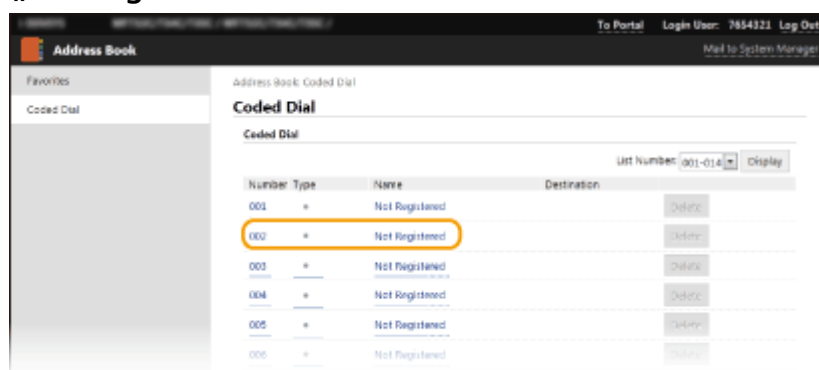 To Portal Login User: 7654321 Log Out
Address Book
Mail to System Manager
Favorites
Coded Dial
Address Book: Coded Dial
Coded Dial
Coded Dial
List Number: 001-014 Display
Number Type Name Destination
001 Not Registered Delete
002 Not Registered Delete
003 Not Registered Delete
004 Not Registered Delete
005 Not Registered Delete
006 Not Registered Delete